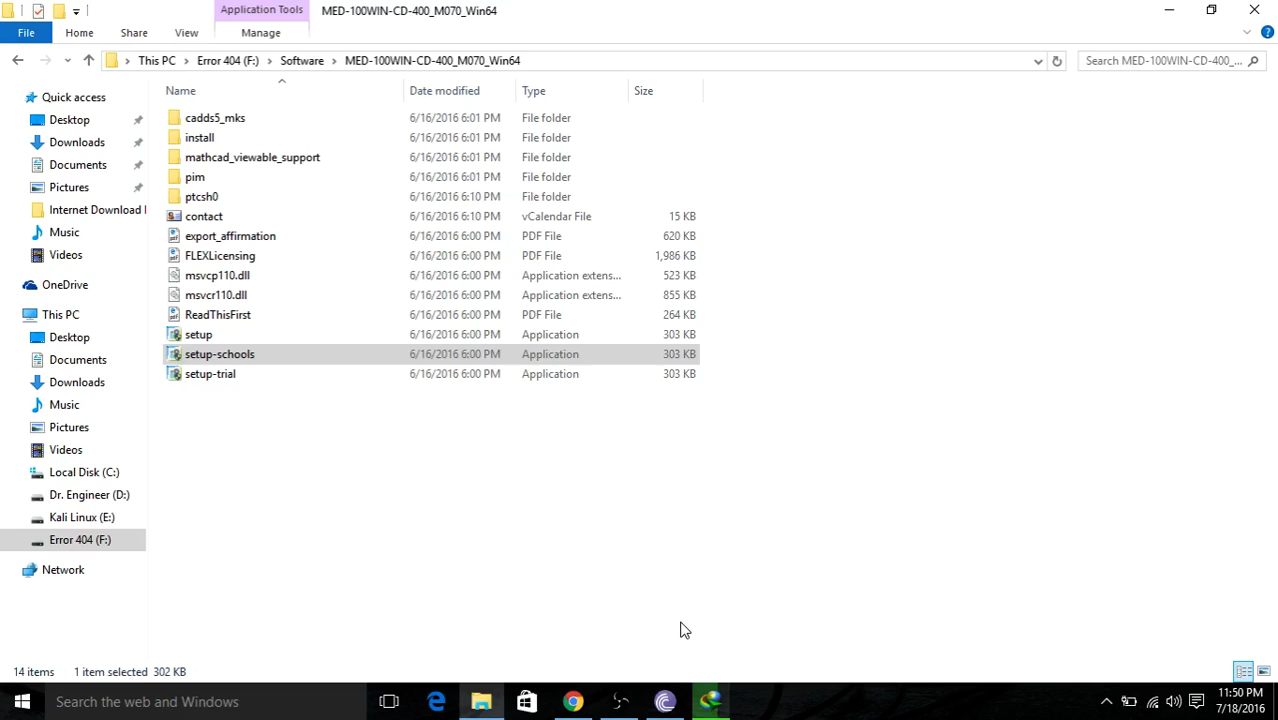 Application Tools
MED-100WIN-CD-400_M070_Win64
File
Home
Share
View
Manage
This PC
Error 404 (F:)
Software
MED-100WIN-CD-400_M070_Win64
Search MED-100WIN-CD-400_...
Name
Date modified
Type
Size
Quick access
Desktop
Downloads
Documents
Pictures
Internet Download I
Music
Videos
OneDrive
This PC
Desktop
Documents
Downloads
Music
Pictures
Videos
Local Disk (C:)
Dr. Engineer (D:)
Kali Linux (E:)
Error 404 (F:)
Network
cadds5_mks 6/16/2016 6:01 PM File folder
install 6/16/2016 6:01 PM File folder
mathcad_viewable_support 6/16/2016 6:01 PM File folder
pim 6/16/2016 6:01 PM File folder
ptcsh0 6/16/2016 6:10 PM File folder
contact 6/16/2016 6:10 PM vCalendar File 15 KB
export_affirmation 6/16/2016 6:00 PM PDF File 620 KB
FLEXLicensing 6/16/2016 6:00 PM PDF File 1,986 KB
msvcp110.dll 6/16/2016 6:00 PM Application extens... 523 KB
msvcr110.dll 6/16/2016 6:00 PM Application extens... 855 KB
ReadThisFirst 6/16/2016 6:00 PM PDF File 264 KB
setup 6/16/2016 6:00 PM Application 303 KB
setup-schools 6/16/2016 6:00 PM Application 303 KB
setup-trial 6/16/2016 6:00 PM Application 303 KB
14 items 1 item selected 302 KB
Search the web and Windows
11:50 PM
7/18/2016